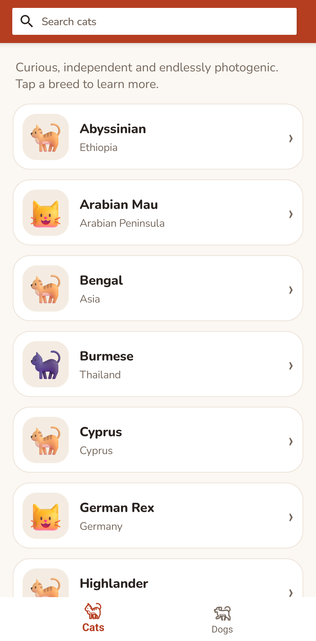 Search cats
Curious, independent and endlessly photogenic.
Tap a breed to learn more.
Abyssinian
Ethiopia
Arabian Mau
Arabian Peninsula
Bengal
Asia
Burmese
Thailand
Cyprus
Cyprus
German Rex
Germany
Highlander
Cats
Dogs